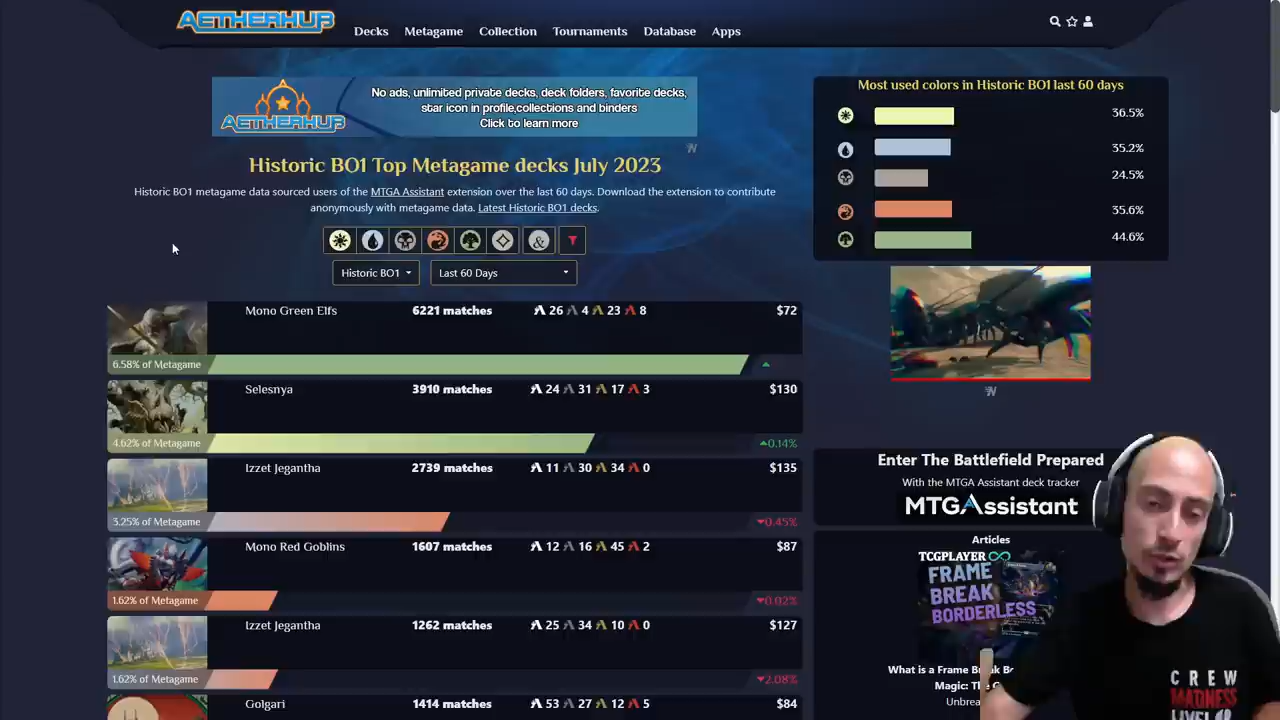 AETHERHUB
Decks Metagame Collection Tournaments Database Apps
AETHERHUB
No ads, unlimited private decks, deck folders, favorite decks,
star icon in profile,collections and binders
Click to learn more
Historic BO1 Top Metagame decks July 2023
Historic BO1 metagame data sourced users of the MTGA Assistant extension over the last 60 days. Download the extension to contribute
anonymously with metagame data. Latest Historic BO1 decks.
&
Historic BO1 Last 60 Days
Mono Green Elfs 6221 matches 26 4 23 8 $72
6.58% of Metagame
Selesnya 3910 matches 24 31 17 3 $130
4.62% of Metagame 0.14%
Izzet Jegantha 2739 matches 11 30 34 0 $135
3.25% of Metagame 0.45%
Mono Red Goblins 1607 matches 12 16 45 2 $87
1.62% of Metagame 0.02%
Izzet Jegantha 1262 matches 25 34 10 0 $127
1.62% of Metagame 2.08%
Golgari 1414 matches 53 27 12 5 $84
Most used colors in Historic BO1 last 60 days
36.5%
35.2%
24.5%
35.6%
44.6%
Enter The Battlefield Prepared
With the MTGA Assistant deck tracker
MTGAssistant
Articles
TCGPLAYER
FRAME
BREAK
BORDERLESS
What is a Frame Break Bo
Magic: The G
Unbrea
CREW
MADNESS
LEVEL